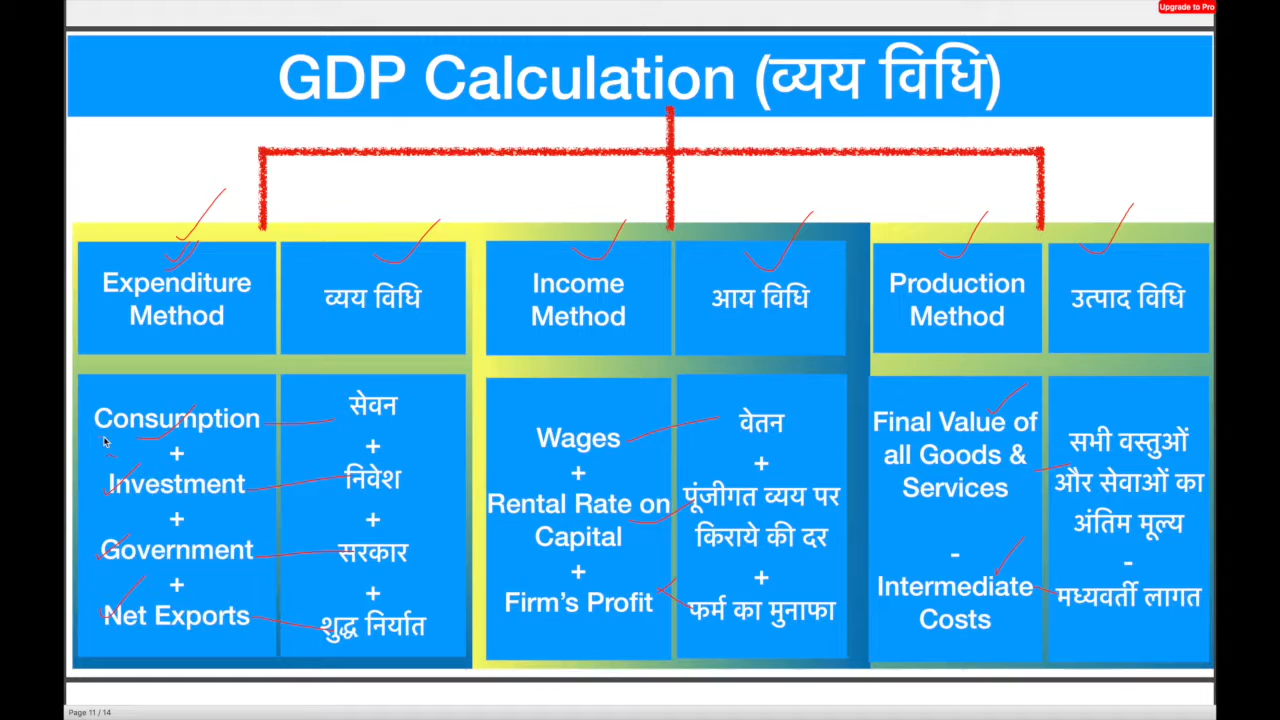 Upgrade to Pro
GDP Calculation (व्यय विधि)
Expenditure
Method
व्यय विधि
Income
Method
आय विधि
Production
Method
उत्पाद विधि
Consumption
+
Investment
+
Government
+
Net Exports
सेवन
+
निवेश
+
सरकार
+
शुद्ध निर्यात
Wages
+
Rental Rate on
Capital
+
Firm's Profit
वेतन
+
पूंजीगत व्यय पर
किराये की दर
+
फर्म का मुनाफा
Final Value of
all Goods &
Services
-
Intermediate
Costs
सभी वस्तुओं
और सेवाओं का
अंतिम मूल्य
-
मध्यवर्ती लागत
Page 11 / 14